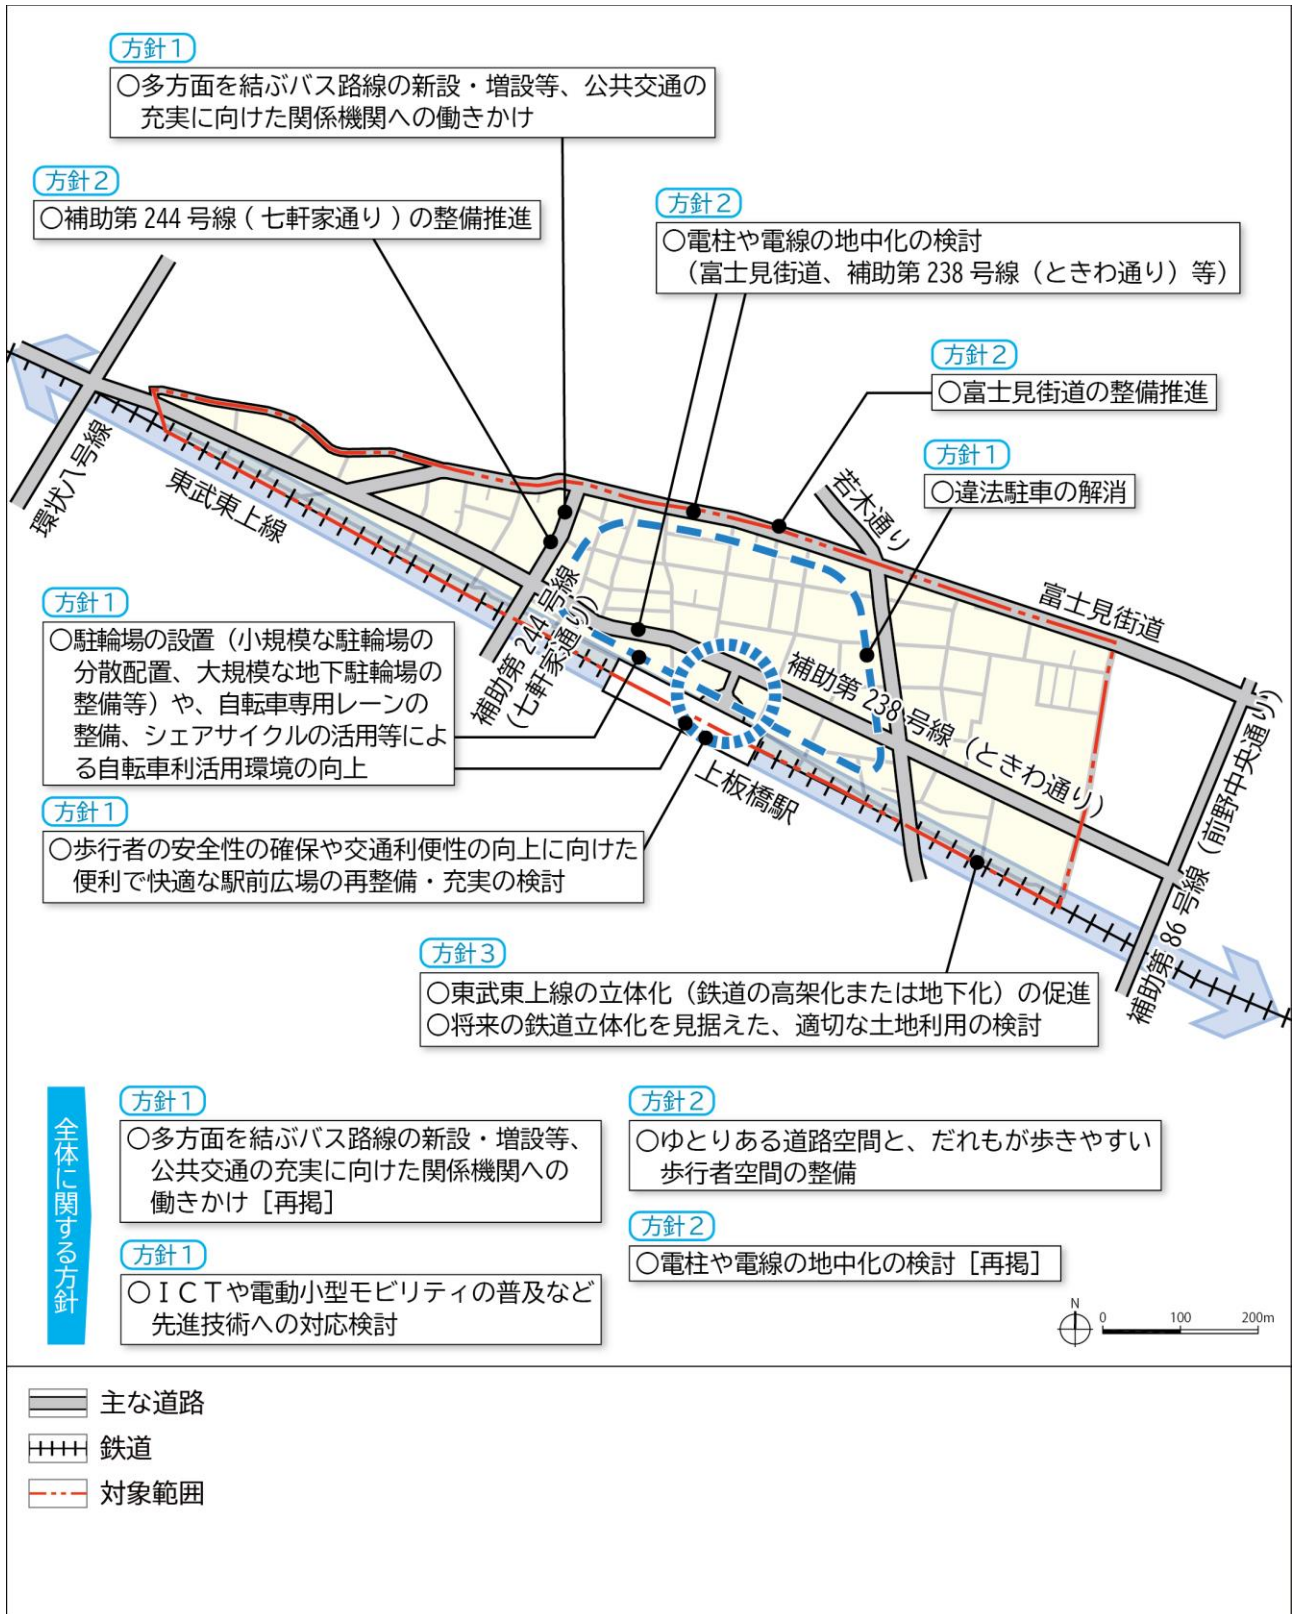 方針1
○多方面を結ぶバス路線の新設・増設等、公共交通の
充実に向けた関係機関への働きかけ
方針2
○補助第 244 号線 ( 七軒家通り ) の整備推進
方針2
○電柱や電線の地中化の検討
（富士見街道、補助第 238 号線（ときわ通り）等）
方針2
○富士見街道の整備推進
方針1
○違法駐車の解消
環状八号線
東武東上線
若木通り
富士見街道
補助第 244 号線
(七軒家通り)
補助第 238 号線（ときわ通り）
上板橋駅
補助第 86 号線（前野中央通り）
方針1
○駐輪場の設置（小規模な駐輪場の
分散配置、大規模な地下駐輪場の
整備等）や、自転車専用レーンの
整備、シェアサイクルの活用等によ
る自転車利活用環境の向上
方針1
○歩行者の安全性の確保や交通利便性の向上に向けた
便利で快適な駅前広場の再整備・充実の検討
方針3
○東武東上線の立体化（鉄道の高架化または地下化）の促進
○将来の鉄道立体化を見据えた、適切な土地利用の検討
全体に関する方針
方針1
○多方面を結ぶバス路線の新設・増設等、
公共交通の充実に向けた関係機関への
働きかけ［再掲］
方針1
○ＩＣＴや電動小型モビリティの普及など
先進技術への対応検討
方針2
○ゆとりある道路空間と、だれもが歩きやすい
歩行者空間の整備
方針2
○電柱や電線の地中化の検討［再掲］
N
0 100 200m
主な道路
鉄道
対象範囲